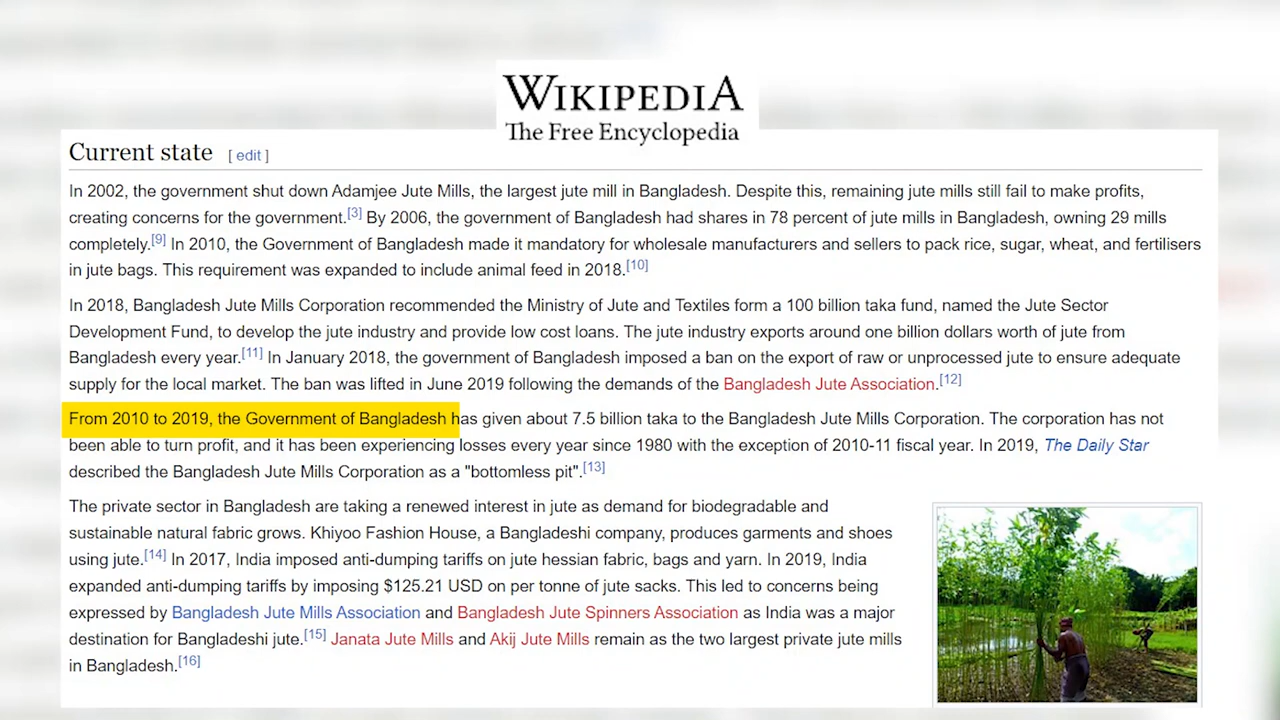 WIKIPEDIA
The Free Encyclopedia
Current state [ edit ]
In 2002, the government shut down Adamjee Jute Mills, the largest jute mill in Bangladesh. Despite this, remaining jute mills still fail to make profits,
creating concerns for the government.[3] By 2006, the government of Bangladesh had shares in 78 percent of jute mills in Bangladesh, owning 29 mills
completely.[9] In 2010, the Government of Bangladesh made it mandatory for wholesale manufacturers and sellers to pack rice, sugar, wheat, and fertilisers
in jute bags. This requirement was expanded to include animal feed in 2018.[10]
In 2018, Bangladesh Jute Mills Corporation recommended the Ministry of Jute and Textiles form a 100 billion taka fund, named the Jute Sector
Development Fund, to develop the jute industry and provide low cost loans. The jute industry exports around one billion dollars worth of jute from
Bangladesh every year.[11] In January 2018, the government of Bangladesh imposed a ban on the export of raw or unprocessed jute to ensure adequate
supply for the local market. The ban was lifted in June 2019 following the demands of the Bangladesh Jute Association.[12]
From 2010 to 2019, the Government of Bangladesh has given about 7.5 billion taka to the Bangladesh Jute Mills Corporation. The corporation has not
been able to turn profit, and it has been experiencing losses every year since 1980 with the exception of 2010-11 fiscal year. In 2019, The Daily Star
described the Bangladesh Jute Mills Corporation as a "bottomless pit".[13]
The private sector in Bangladesh are taking a renewed interest in jute as demand for biodegradable and
sustainable natural fabric grows. Khiyoo Fashion House, a Bangladeshi company, produces garments and shoes
using jute.[14] In 2017, India imposed anti-dumping tariffs on jute hessian fabric, bags and yarn. In 2019, India
expanded anti-dumping tariffs by imposing $125.21 USD on per tonne of jute sacks. This led to concerns being
expressed by Bangladesh Jute Mills Association and Bangladesh Jute Spinners Association as India was a major
destination for Bangladeshi jute.[15] Janata Jute Mills and Akij Jute Mills remain as the two largest private jute mills
in Bangladesh.[16]